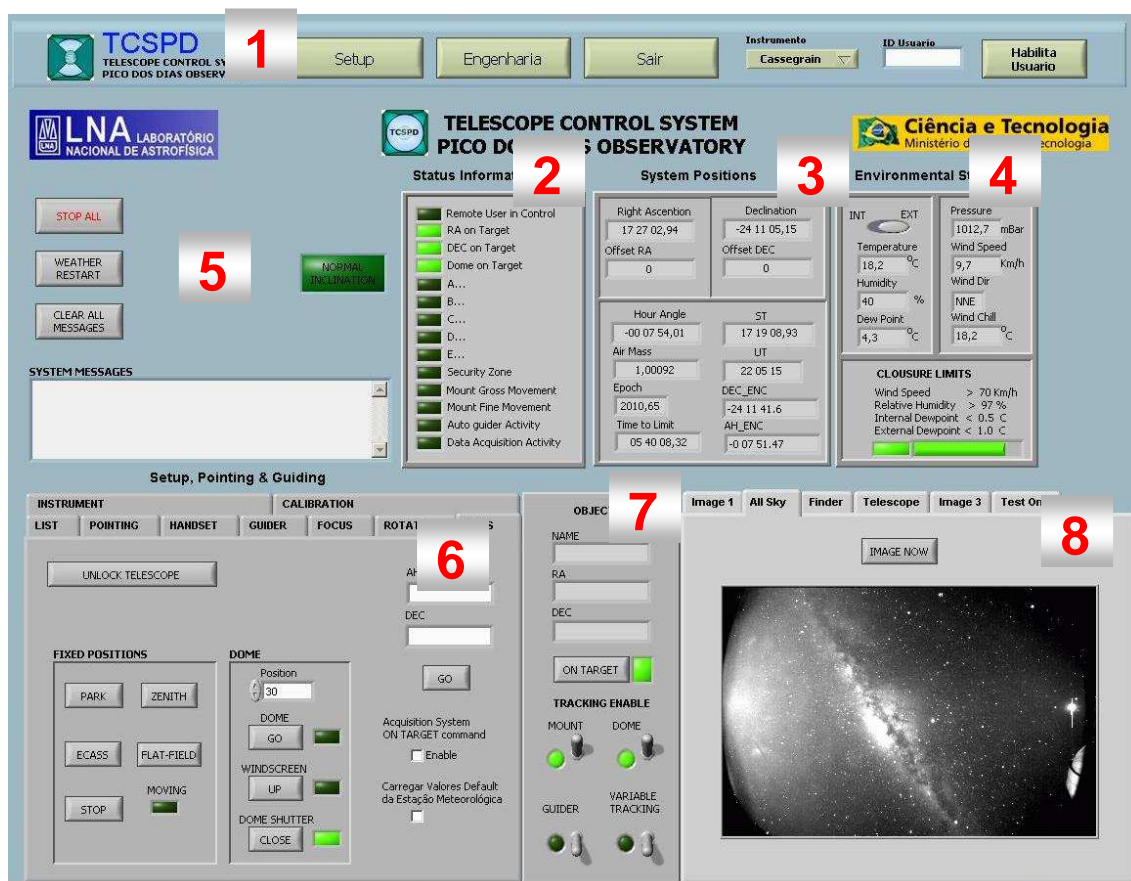 TCSPD
TELESCOPE CONTROL
PICO DOS DIAS
1
Setup
Engenharia
Sair
Instrumento
Cassegrain
ID Usuario
Habilita
Usuario
LNA LABORATÓRIO
NACIONAL DE ASTROFÍSICA
TCSPD
TELESCOPE CONTROL SYSTEM
PICO OBSERVATORY
Ciência e Tecnologia
Ministério
Status
2
System Positions
3
Environmental
4
STOP ALL
WEATHER
RESTART
CLEAR ALL
MESSAGES
5
NORMAL
INCLINATION
SYSTEM MESSAGES
Remote User in Control
RA on Target
DEC on Target
Dome on Target
A...
B...
C...
D...
E...
Security Zone
Mount Gross Movement
Mount Fine Movement
Auto guider Activity
Data Acquisition Activity
Right Ascention
17 27 02,94
Offset RA
0
Declination
-24 11 05,15
Offset DEC
0
Hour Angle
-00 07 54,01
Air Mass
1,00092
Epoch
2010,65
Time to Limit
05 40 08,32
ST
17 19 08,93
UT
22 05 15
DEC_ENC
-24 11 41.6
AH_ENC
-0 07 51.47
INT EXT
Temperature
18,2 °C
Humidity
40 %
Dew Point
4,3 °C
Pressure
1012,7 mBar
Wind Speed
9,7 Km/h
Wind Dir
NNE
Wind Chill
18,2 °C
CLOUSURE LIMITS
Wind Speed > 70 Km/h
Relative Humidity > 97 %
Internal Dewpoint < 0.5 C
External Dewpoint < 1.0 C
Setup, Pointing & Guiding
INSTRUMENT CALIBRATION
LIST POINTING HANDSET GUIDER FOCUS
6
UNLOCK TELESCOPE
DEC
GO
FIXED POSITIONS
PARK ZENITH
ECASS FLAT-FIELD
STOP
MOVING
DOME
Position
30
DOME
GO
WINDSCREEN
UP
DOME SHUTTER
CLOSE
Acquisition System
ON TARGET command
Enable
Carregar Valores Default
da Estação Meteorológica
7
NAME
RA
DEC
ON TARGET
TRACKING ENABLE
MOUNT DOME
GUIDER
VARIABLE
TRACKING
Image 1 All Sky Finder Telescope Image 3 Test
8
IMAGE NOW